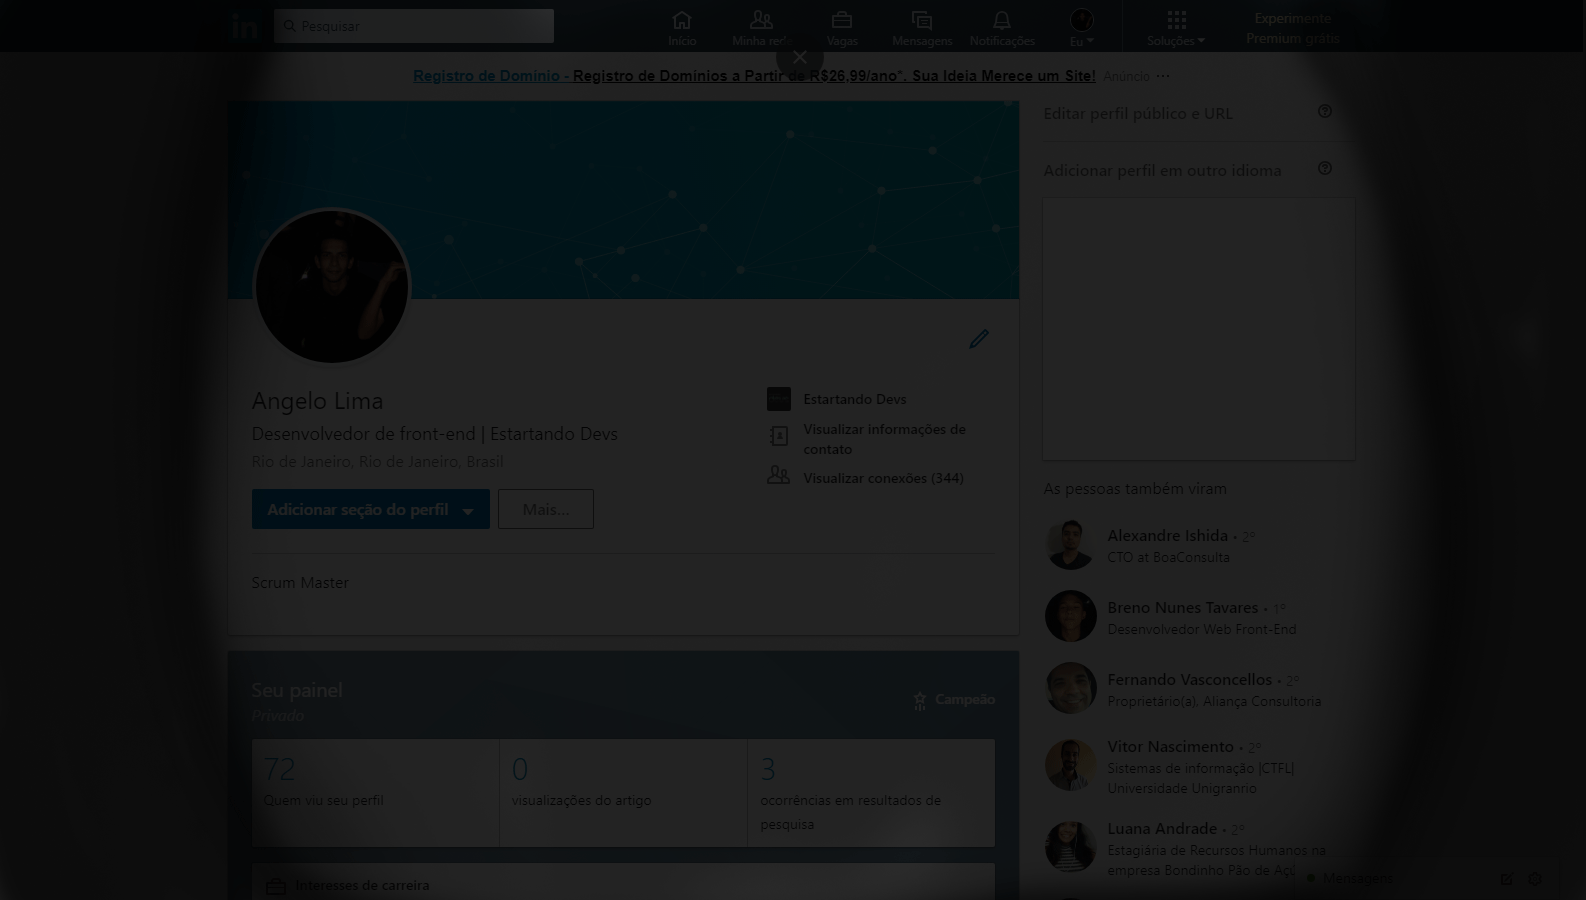 in
Pesquisar
Início
Minha rede
Vagas
Mensagens
Notificações
Eu
Soluções
Experimente
Premium grátis
Registro de Domínio - Registro de Domínios a Partir de R$26,99/ano*. Sua Ideia Merece um Site! Anúncio ···
Editar perfil público e URL
Adicionar perfil em outro idioma
Angelo Lima
Desenvolvedor de front-end | Estartando Devs
Rio de Janeiro, Rio de Janeiro, Brasil
Adicionar seção do perfil
Mais...
Estartando Devs
Visualizar informações de
contato
Visualizar conexões (344)
Scrum Master
As pessoas também viram
Alexandre Ishida • 2º
CTO at BoaConsulta
Breno Nunes Tavares • 1º
Desenvolvedor Web Front-End
Fernando Vasconcellos • 2º
Proprietário(a), Aliança Consultoria
Vitor Nascimento • 2º
Sistemas de informação |CTFL|
Universidade Unigranrio
Luana Andrade • 2º
Estagiária de Recursos Humanos na
empresa Bondinho Pão de Açú
Seu painel
Privado
Campeão
72
Quem viu seu perfil
0
visualizações do artigo
3
ocorrências em resultados de
pesquisa
Interesses de carreira
Mensagens